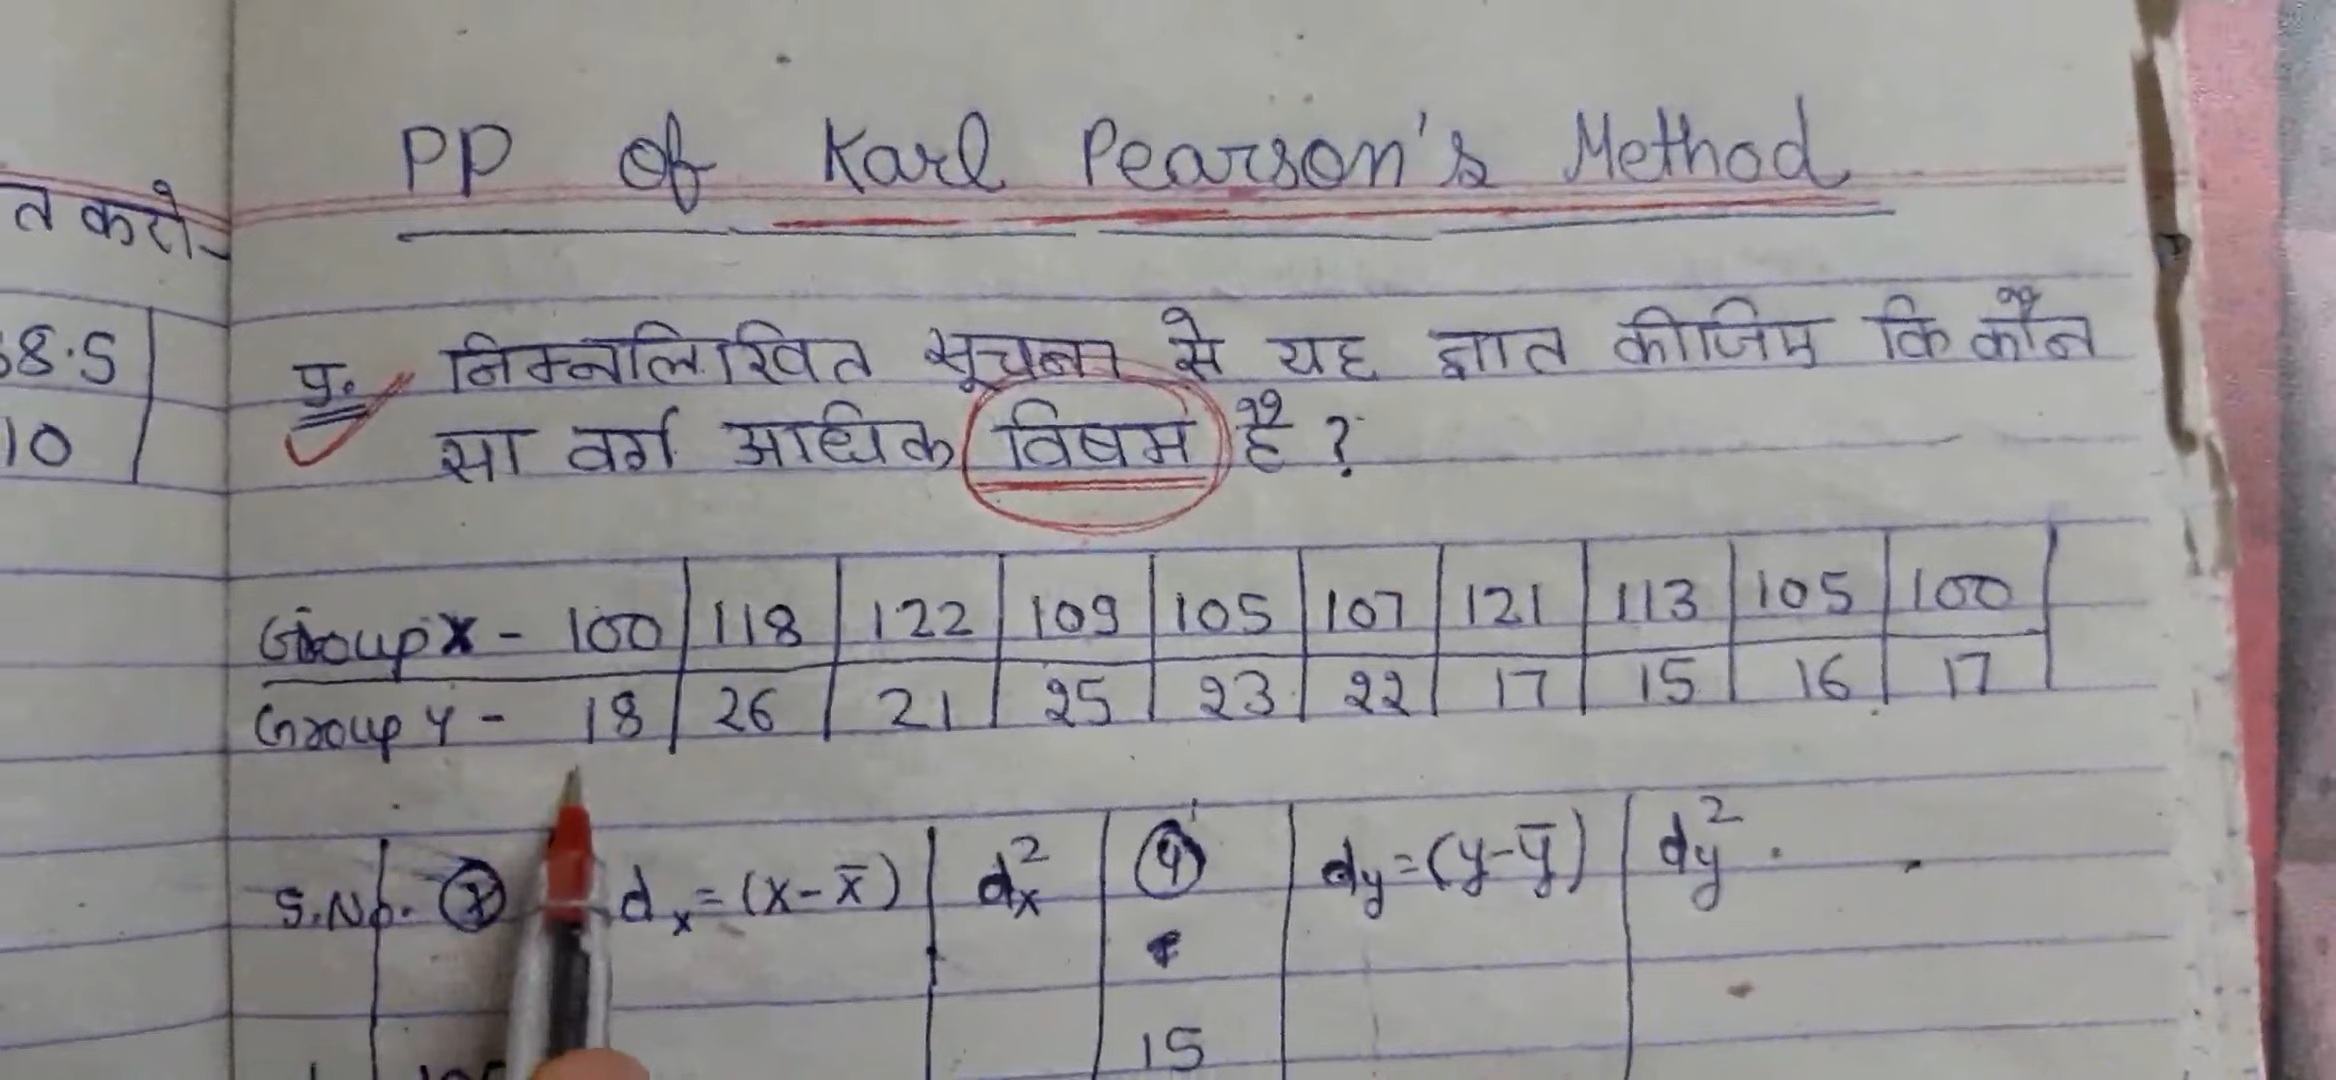 PP of Karl Pearson's Method
त करो-
38.5
10
प्र. निम्नलिखित सूचना से यह ज्ञात कीजिए कि कौन
सा वर्ग अधिक विषम है ?
Group X - 100 118 122 109 105 107 121 113 105 100
Group Y - 18 26 21 25 23 22 17 15 16 17
S.No. X dx=(x-x̄) dx² Y dy=(y-ȳ) dy²
15